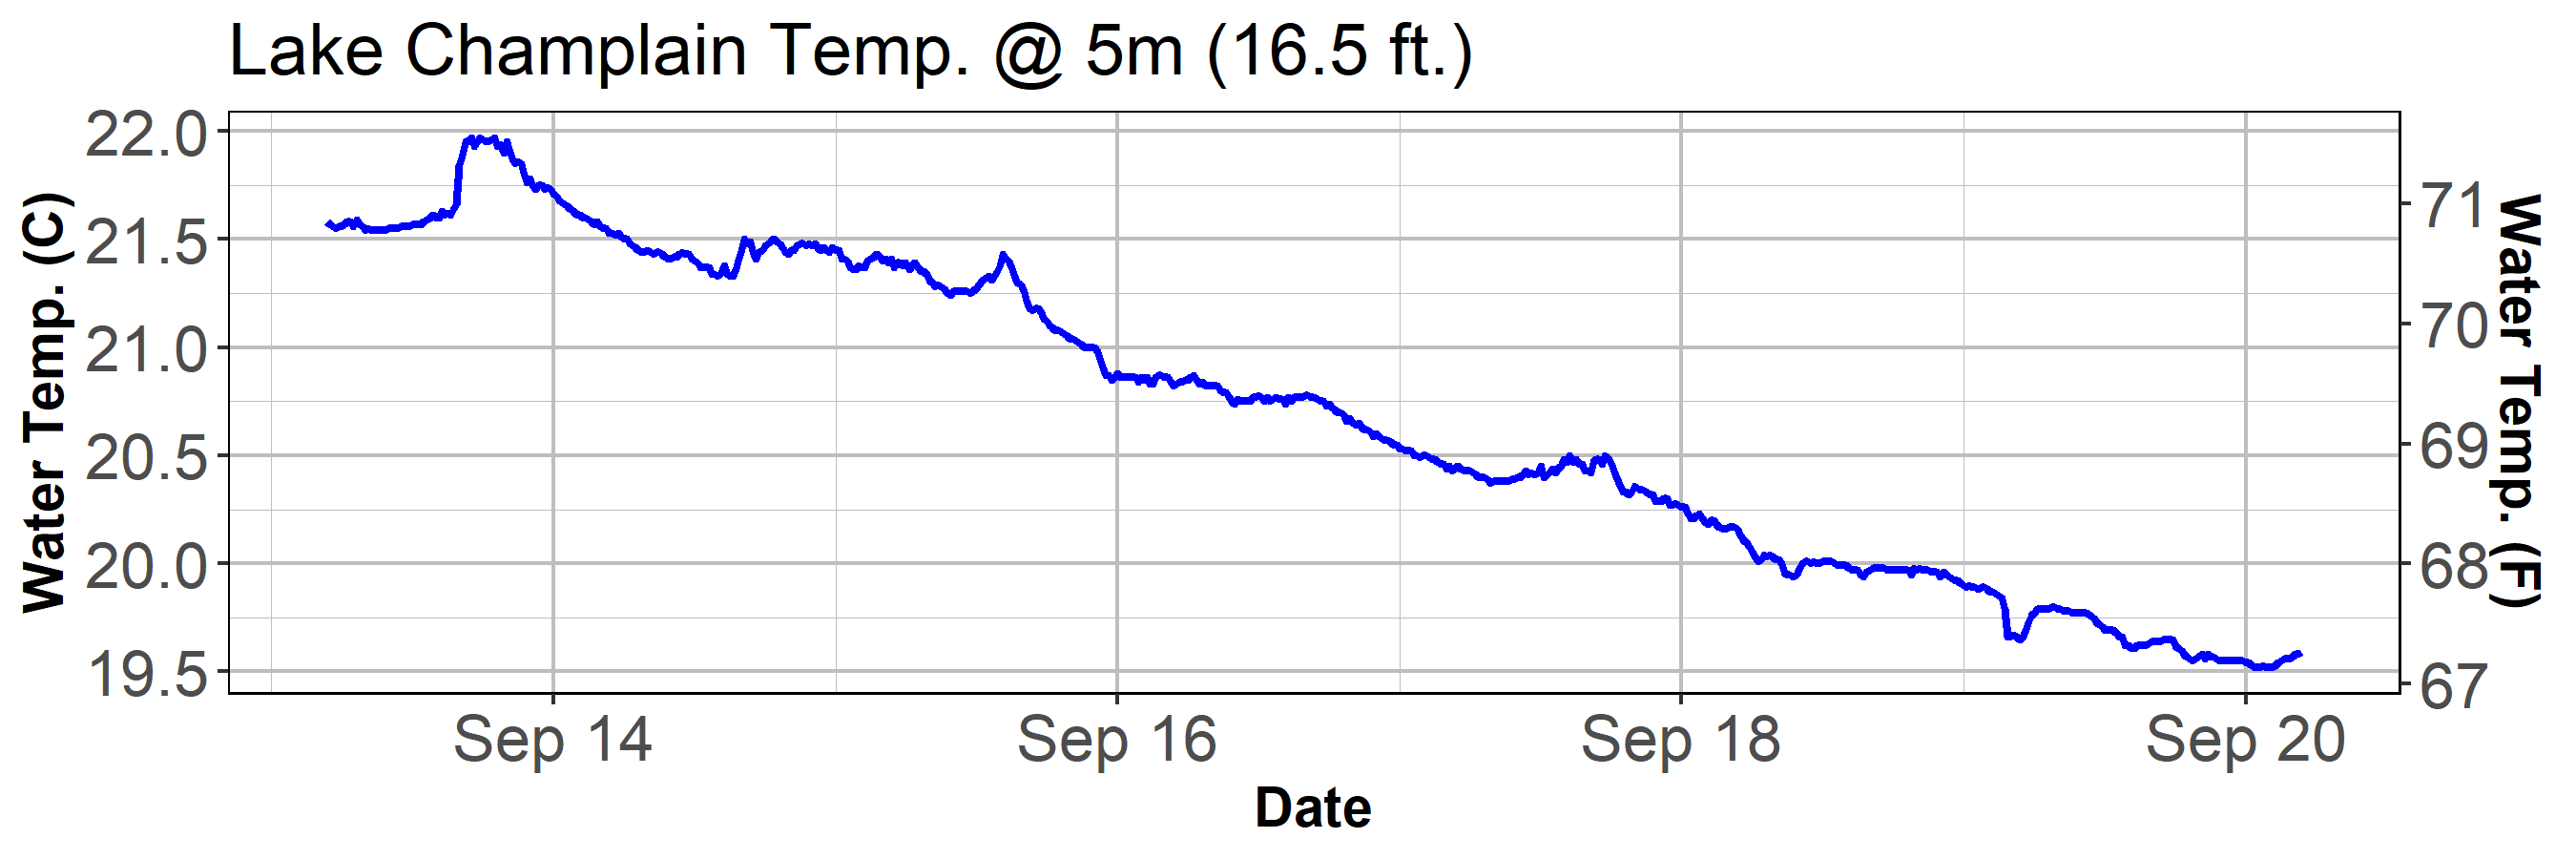 Lake Champlain Temp. @ 5m (16.5 ft.)
Water Temp. (C)
22.0
21.5
21.0
20.5
20.0
19.5
71
70
69
68
67
Water Temp. (F)
Sep 14
Sep 16
Sep 18
Sep 20
Date